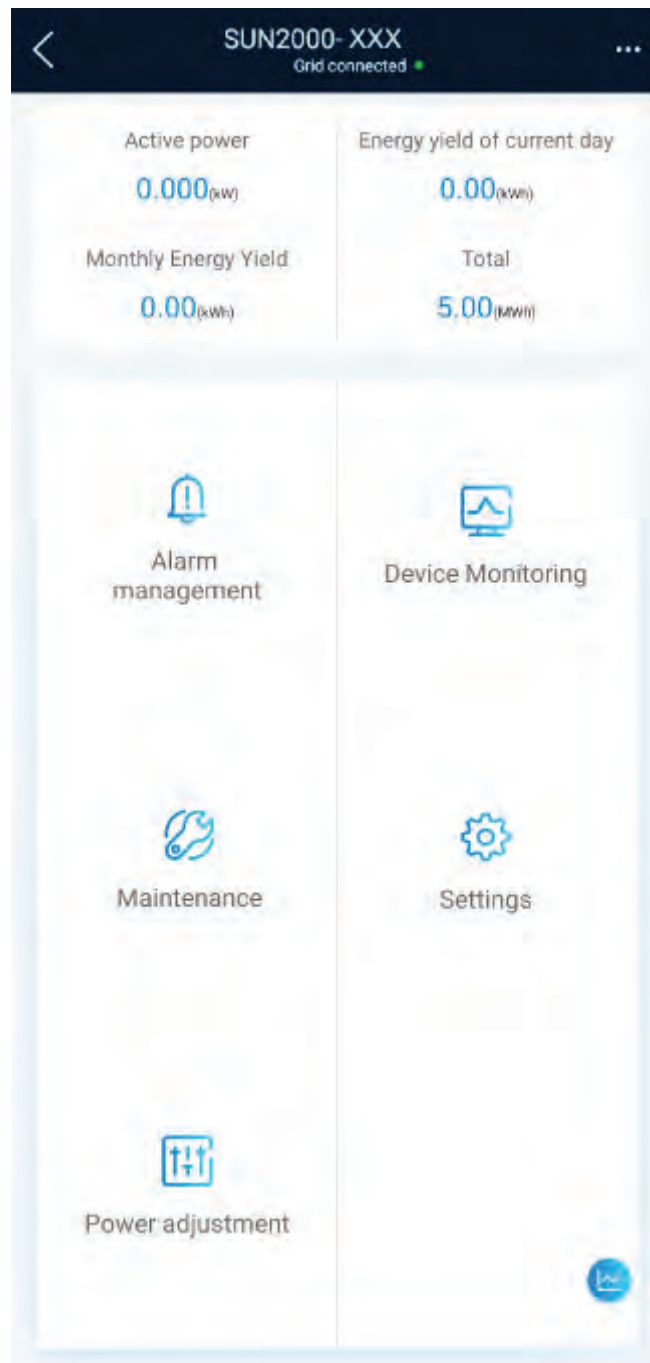 SUN2000- XXX
Grid connected
Active power
Energy yield of current day
0.000(kW)
0.00(kWh)
Monthly Energy Yield
Total
0.00(kWh)
5.00(MWh)
Alarm
management
Device Monitoring
Maintenance
Settings
Power adjustment